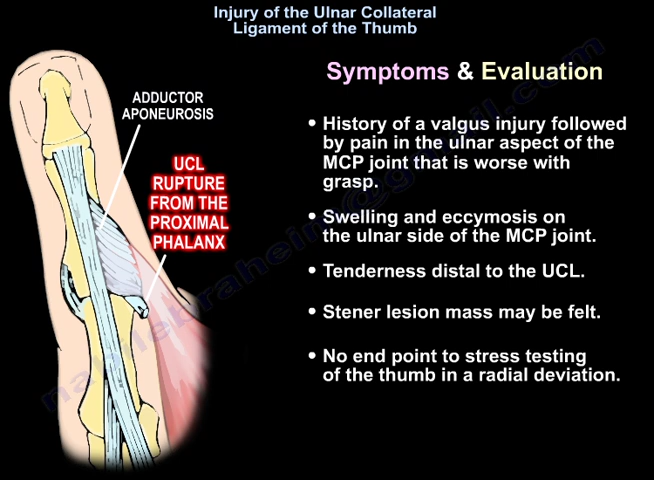 Injury of the Ulnar Collateral
Ligament of the Thumb
Symptoms & Evaluation
ADDUCTOR
APONEUROSIS
UCL
RUPTURE
FROM THE
PROXIMAL
PHALANX
• History of a valgus injury followed
by pain in the ulnar aspect of the
MCP joint that is worse with
grasp.
• Swelling and eccymosis on
the ulnar side of the MCP joint.
• Tenderness distal to the UCL.
• Stener lesion mass may be felt.
• No end point to stress testing
of the thumb in a radial deviation.